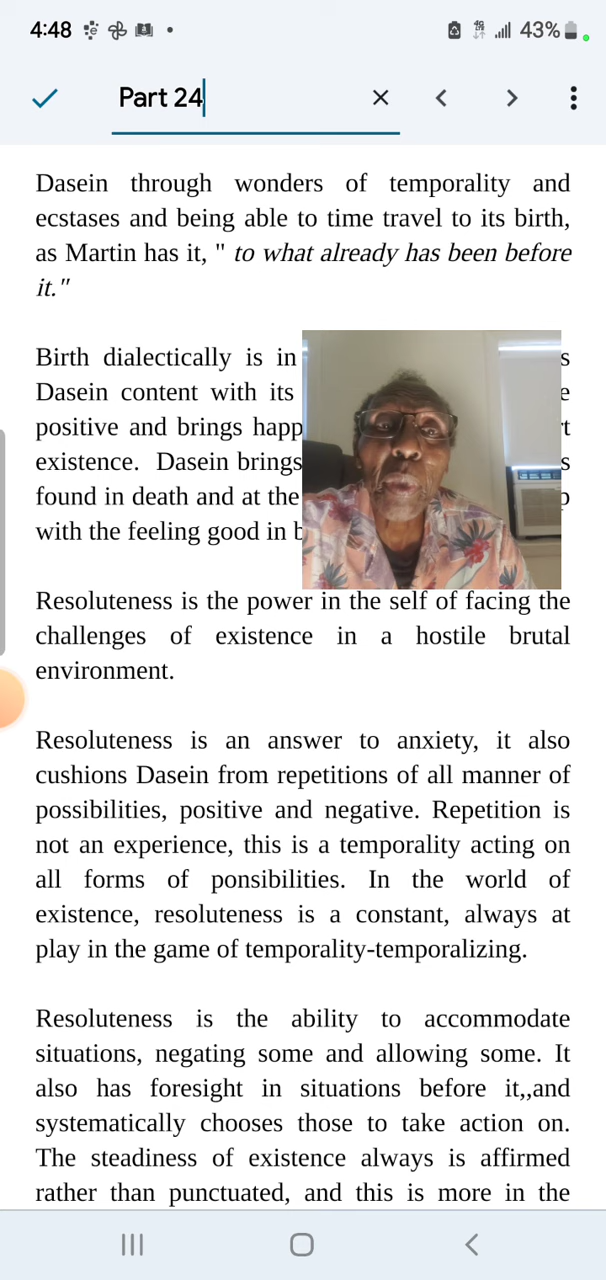 4:48
43%
Part 24
Dasein through wonders of temporality and
ecstases and being able to time travel to its birth,
as Martin has it, " to what already has been before
it."
Birth dialectically is in s
Dasein content with its e
positive and brings happ rt
existence. Dasein brings s
found in death and at the p
with the feeling good in b
Resoluteness is the power in the self of facing the
challenges of existence in a hostile brutal
environment.
Resoluteness is an answer to anxiety, it also
cushions Dasein from repetitions of all manner of
possibilities, positive and negative. Repetition is
not an experience, this is a temporality acting on
all forms of ponsibilities. In the world of
existence, resoluteness is a constant, always at
play in the game of temporality-temporalizing.
Resoluteness is the ability to accommodate
situations, negating some and allowing some. It
also has foresight in situations before it,,and
systematically chooses those to take action on.
The steadiness of existence always is affirmed
rather than punctuated, and this is more in the